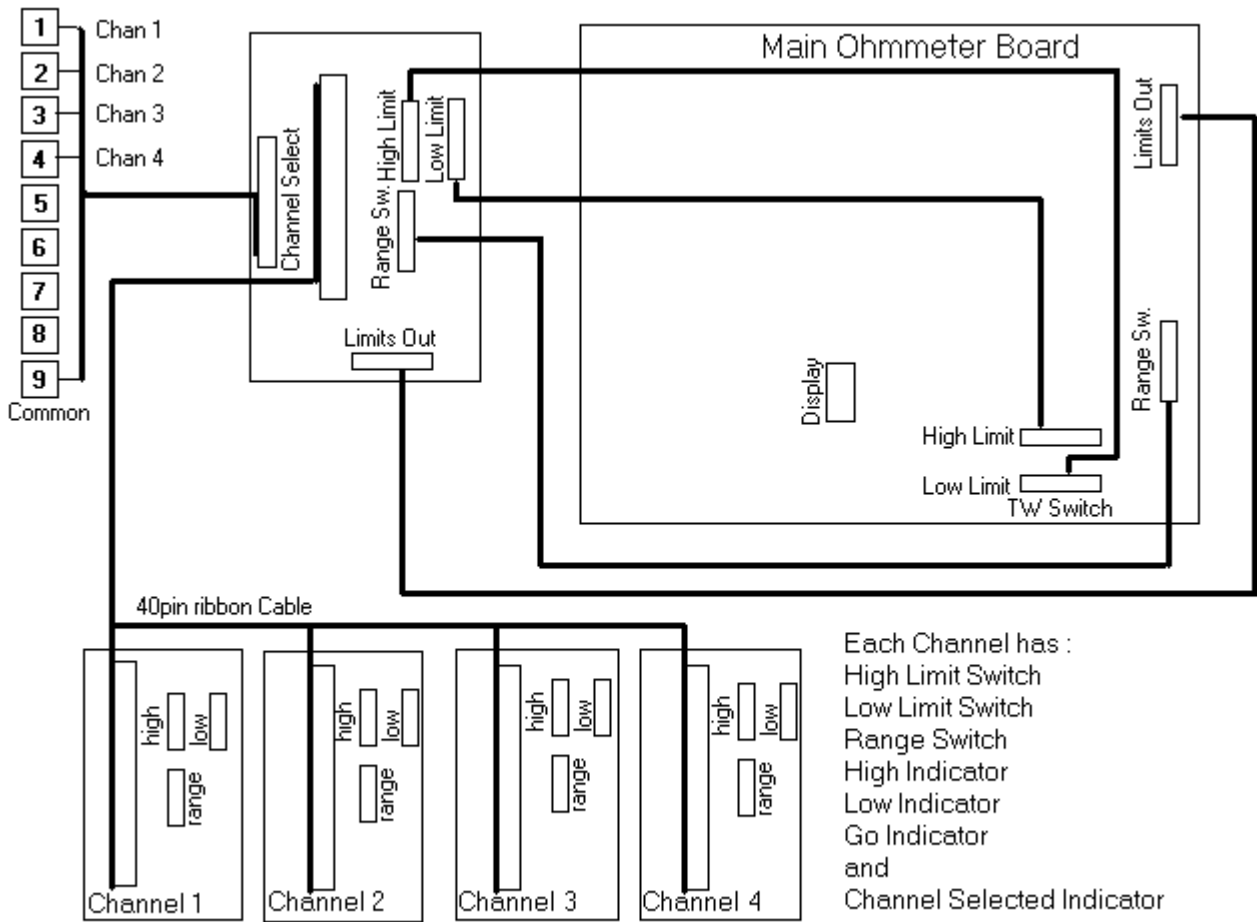 1 Chan 1
2 Chan 2
3 Chan 3
4 Chan 4
5
6
7
8
9
Common
Channel Select
High Limit
Low Limit
Range Sw.
Limits Out
Main Ohmmeter Board
Limits Out
Range Sw.
Display
High Limit
Low Limit
TW Switch
40pin ribbon Cable
high
low
range
Channel 1
high
low
range
Channel 2
high
low
range
Channel 3
high
low
range
Channel 4
Each Channel has :
High Limit Switch
Low Limit Switch
Range Switch
High Indicator
Low Indicator
Go Indicator
and
Channel Selected Indicator